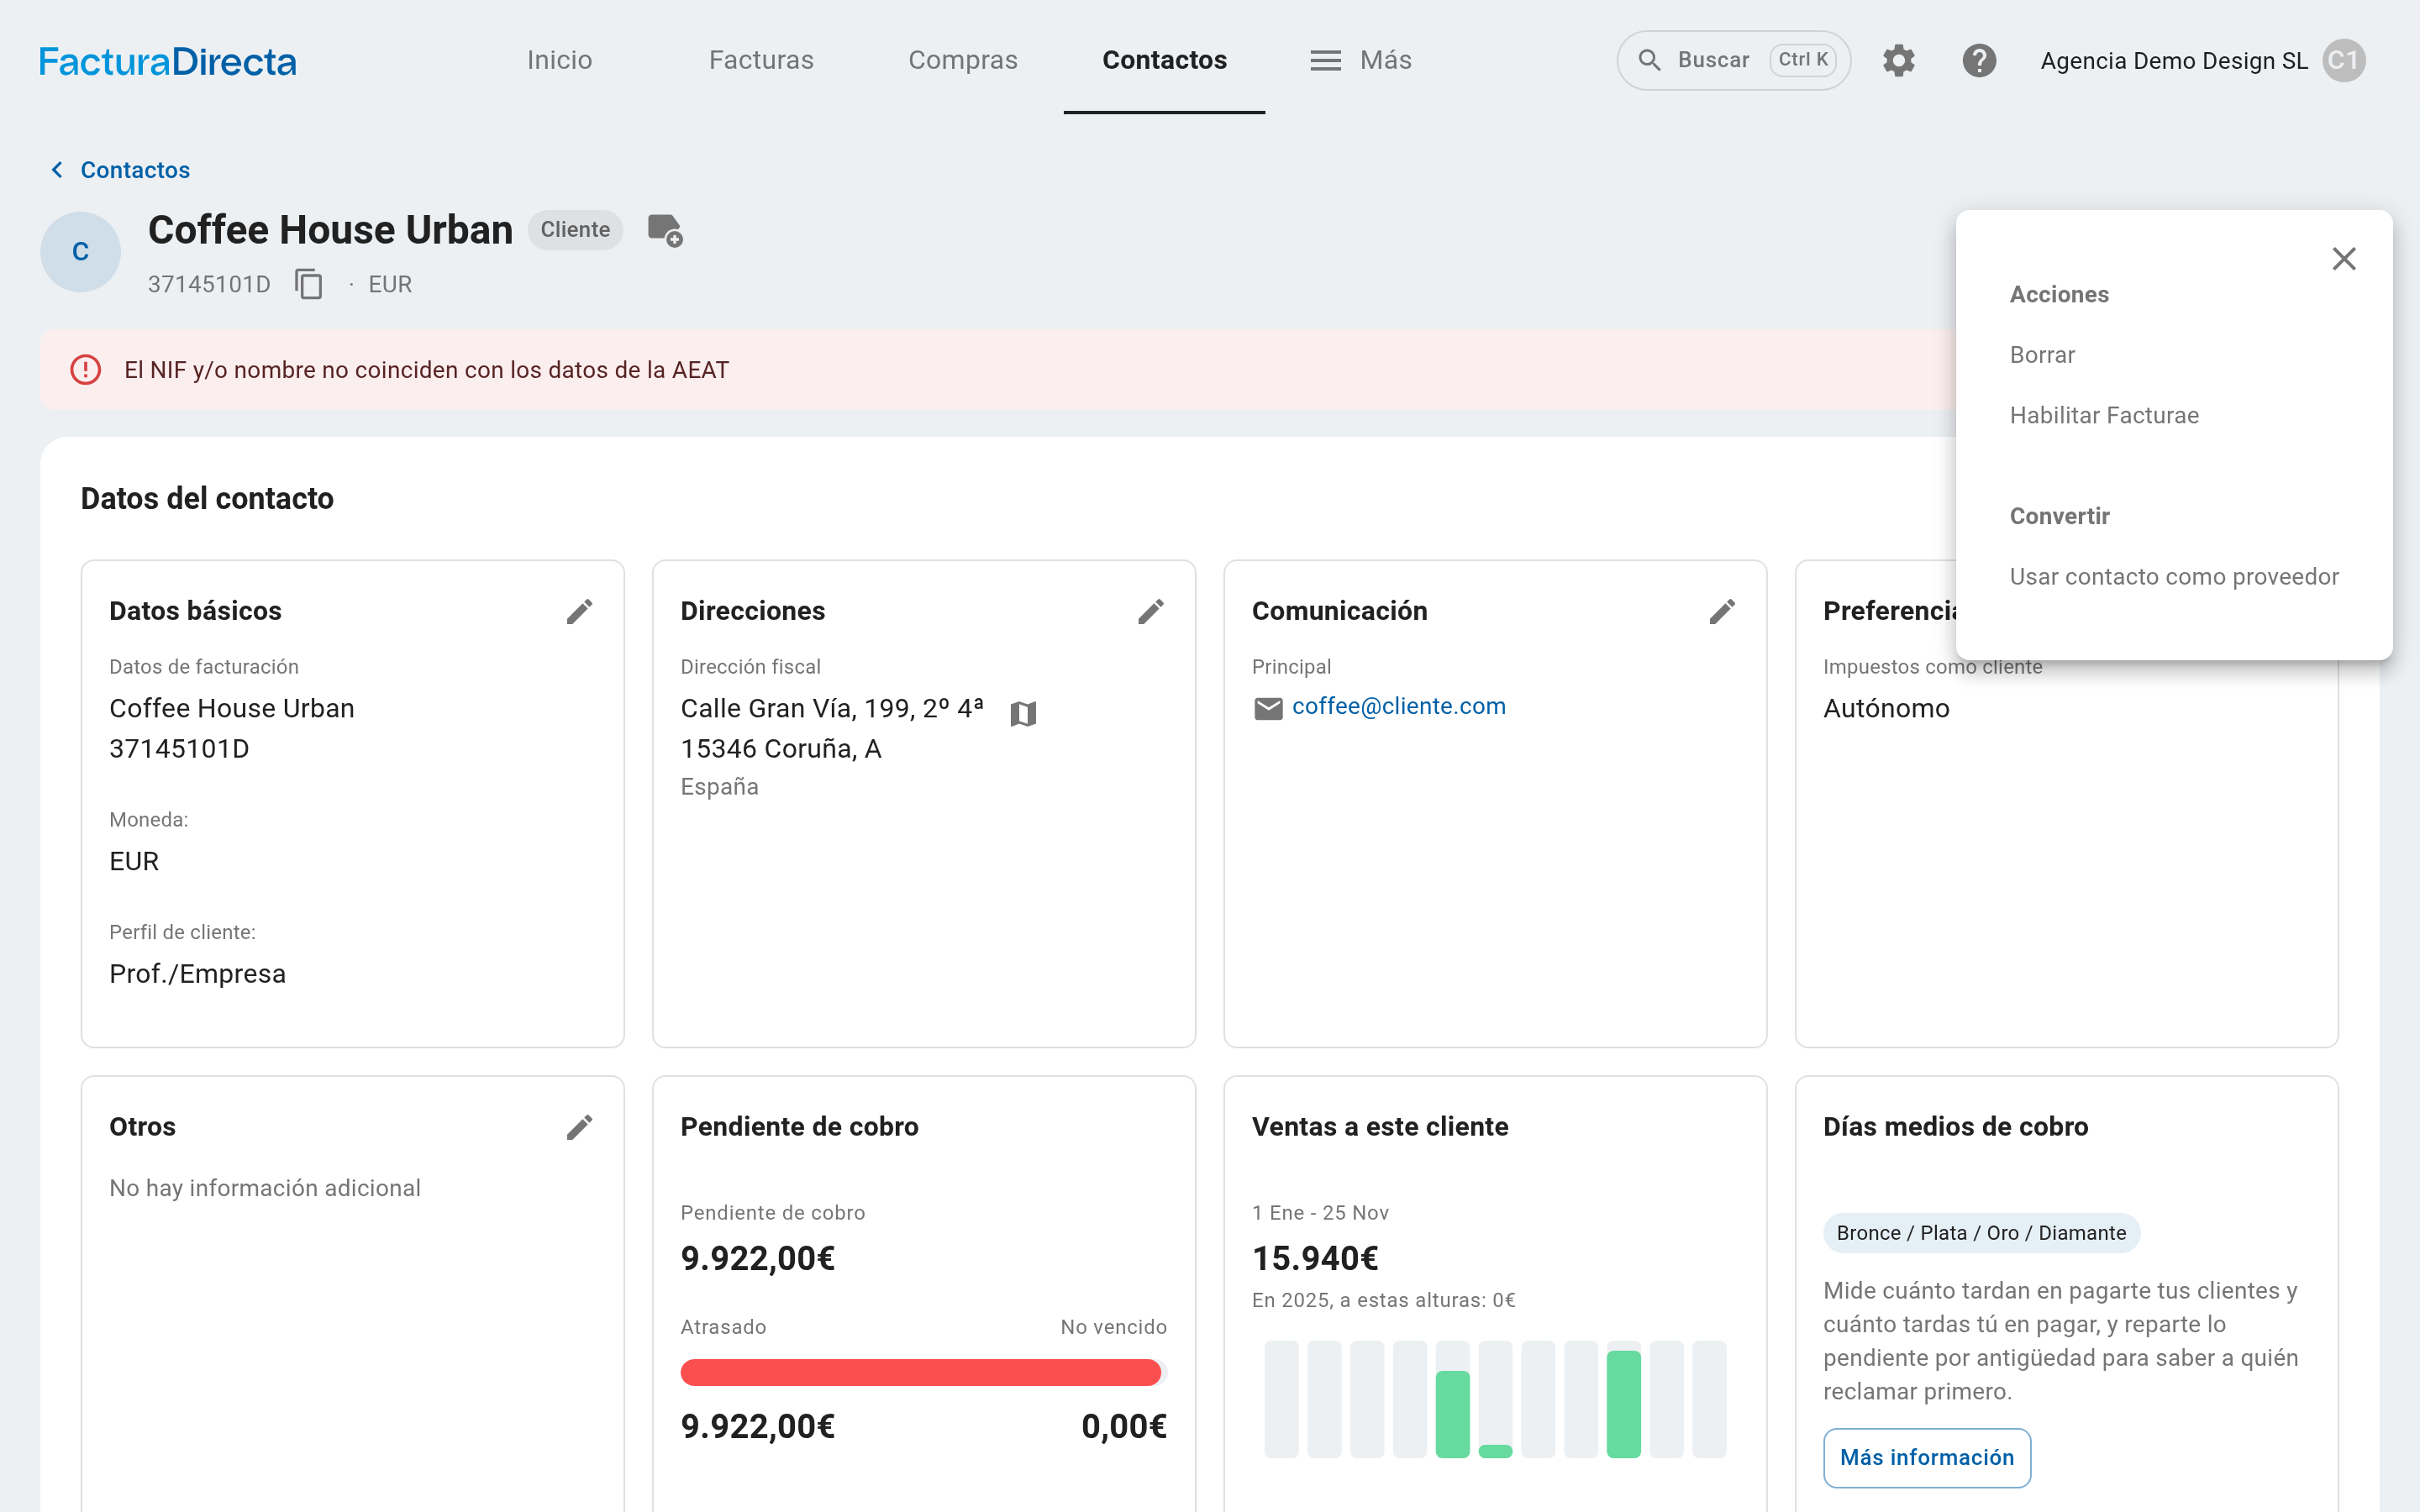 FacturaDirecta
Inicio
Facturas
Compras
Contactos
Más
Buscar
Ctrl K
Agencia Demo Design SL
C1
Contactos
C
Coffee House Urban
Cliente
37145101D
· EUR
El NIF y/o nombre no coinciden con los datos de la AEAT
Acciones
Borrar
Habilitar Facturae
Convertir
Usar contacto como proveedor
Datos del contacto
Datos básicos
Datos de facturación
Coffee House Urban
37145101D
Moneda:
EUR
Perfil de cliente:
Prof./Empresa
Direcciones
Dirección fiscal
Calle Gran Vía, 199, 2º 4ª
15346 Coruña, A
España
Comunicación
Principal
coffee@cliente.com
Impuestos como cliente
Autónomo
Otros
No hay información adicional
Pendiente de cobro
Pendiente de cobro
9.922,00€
Atrasado
No vencido
9.922,00€
0,00€
Ventas a este cliente
1 Ene - 25 Nov
15.940€
En 2025, a estas alturas: 0€
Días medios de cobro
Bronce / Plata / Oro / Diamante
Mide cuánto tardan en pagarte tus clientes y
cuánto tardas tú en pagar, y reparte lo
pendiente por antigüedad para saber a quién
reclamar primero.
Más información